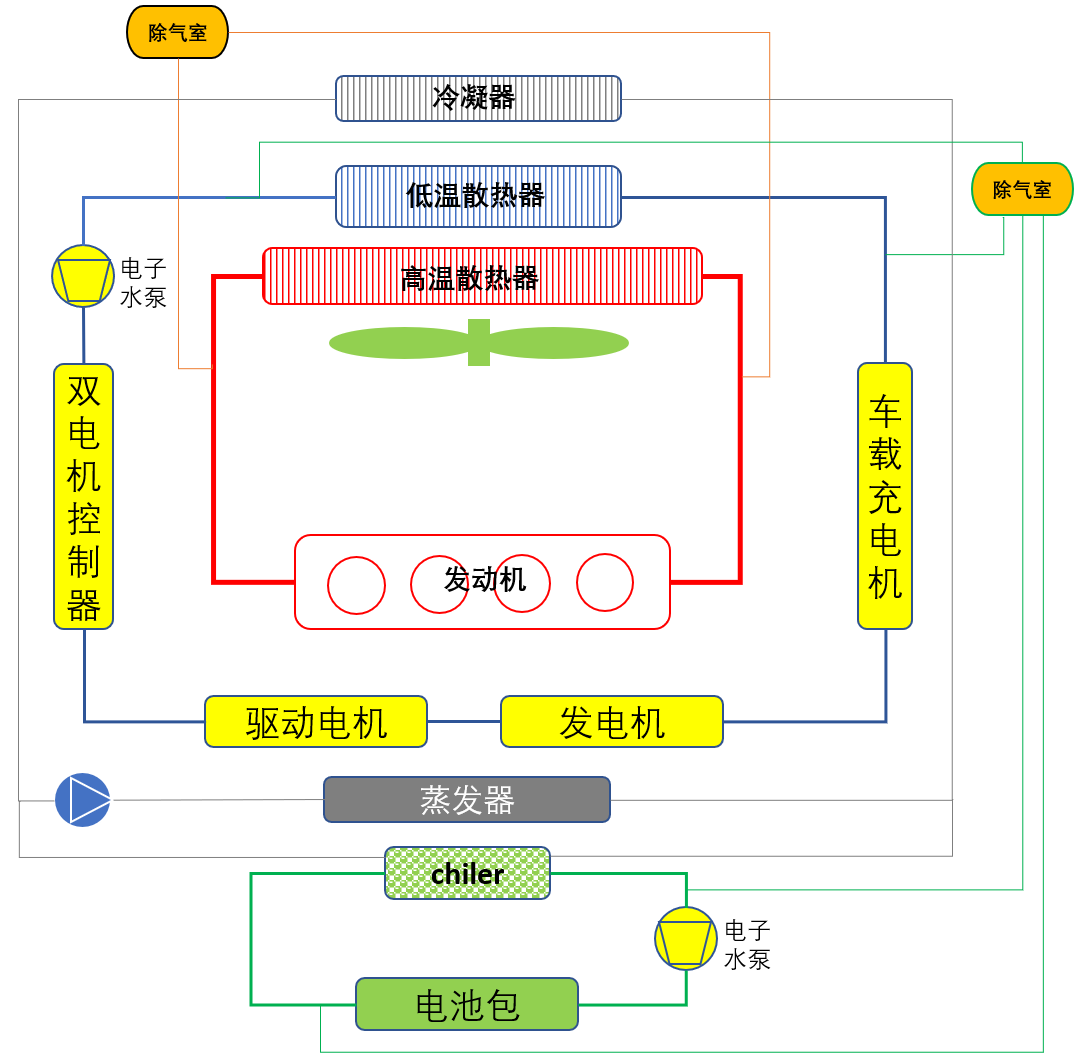 除气室
冷凝器
除气室
低温散热器
电子
水泵
高温散热器
双电机控制器
车载充电机
发动机
驱动电机
发电机
蒸发器
chiler
电子
水泵
电池包